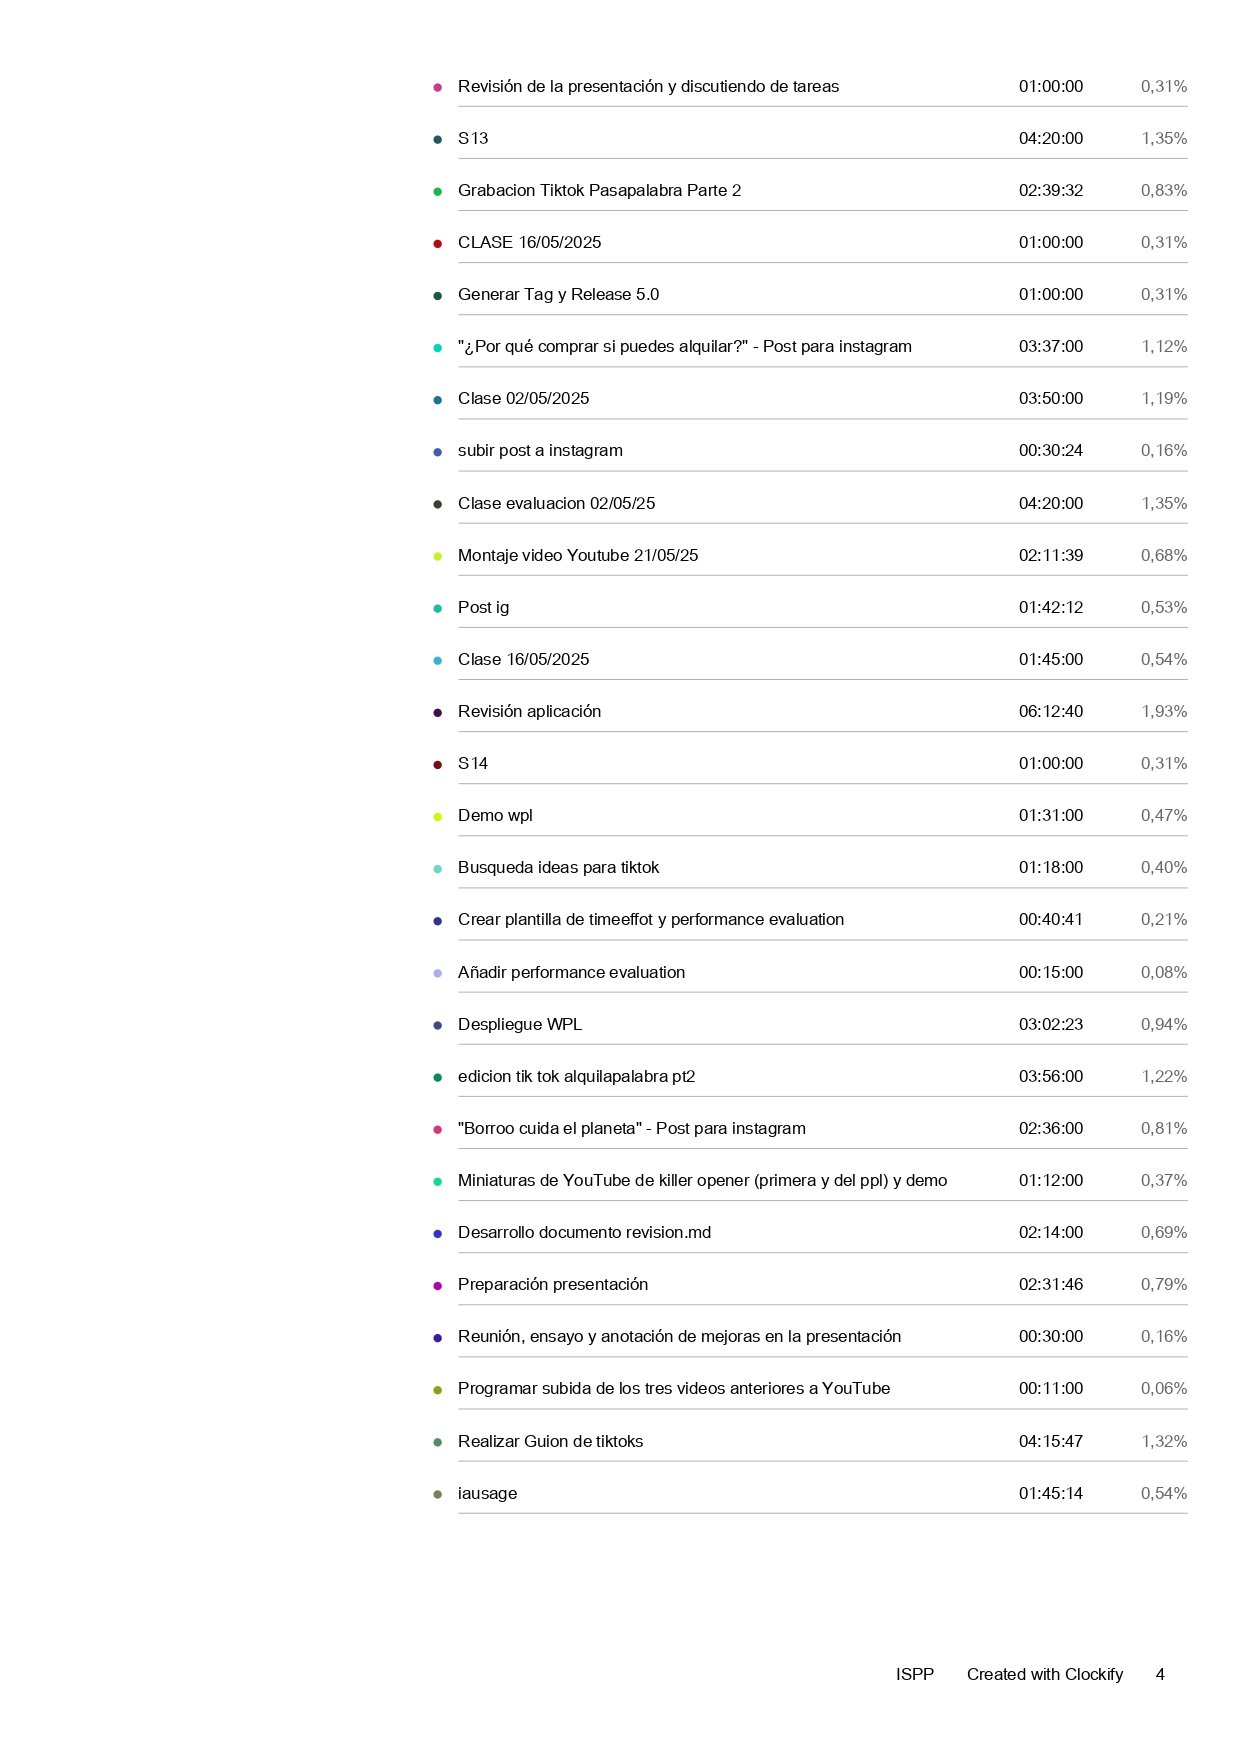 Revisión de la presentación y discutiendo de tareas 01:00:00 0,31%
S13 04:20:00 1,35%
Grabacion Tiktok Pasapalabra Parte 2 02:39:32 0,83%
CLASE 16/05/2025 01:00:00 0,31%
Generar Tag y Release 5.0 01:00:00 0,31%
"¿Por qué comprar si puedes alquilar?" - Post para instagram 03:37:00 1,12%
Clase 02/05/2025 03:50:00 1,19%
subir post a instagram 00:30:24 0,16%
Clase evaluacion 02/05/25 04:20:00 1,35%
Montaje video Youtube 21/05/25 02:11:39 0,68%
Post ig 01:42:12 0,53%
Clase 16/05/2025 01:45:00 0,54%
Revisión aplicación 06:12:40 1,93%
S14 01:00:00 0,31%
Demo wpl 01:31:00 0,47%
Busqueda ideas para tiktok 01:18:00 0,40%
Crear plantilla de timeeffot y performance evaluation 00:40:41 0,21%
Añadir performance evaluation 00:15:00 0,08%
Despliegue WPL 03:02:23 0,94%
edicion tik tok alquilapalabra pt2 03:56:00 1,22%
"Borroo cuida el planeta" - Post para instagram 02:36:00 0,81%
Miniaturas de YouTube de killer opener (primera y del ppl) y demo 01:12:00 0,37%
Desarrollo documento revision.md 02:14:00 0,69%
Preparación presentación 02:31:46 0,79%
Reunión, ensayo y anotación de mejoras en la presentación 00:30:00 0,16%
Programar subida de los tres videos anteriores a YouTube 00:11:00 0,06%
Realizar Guion de tiktoks 04:15:47 1,32%
iausage 01:45:14 0,54%
ISPP Created with Clockify 4